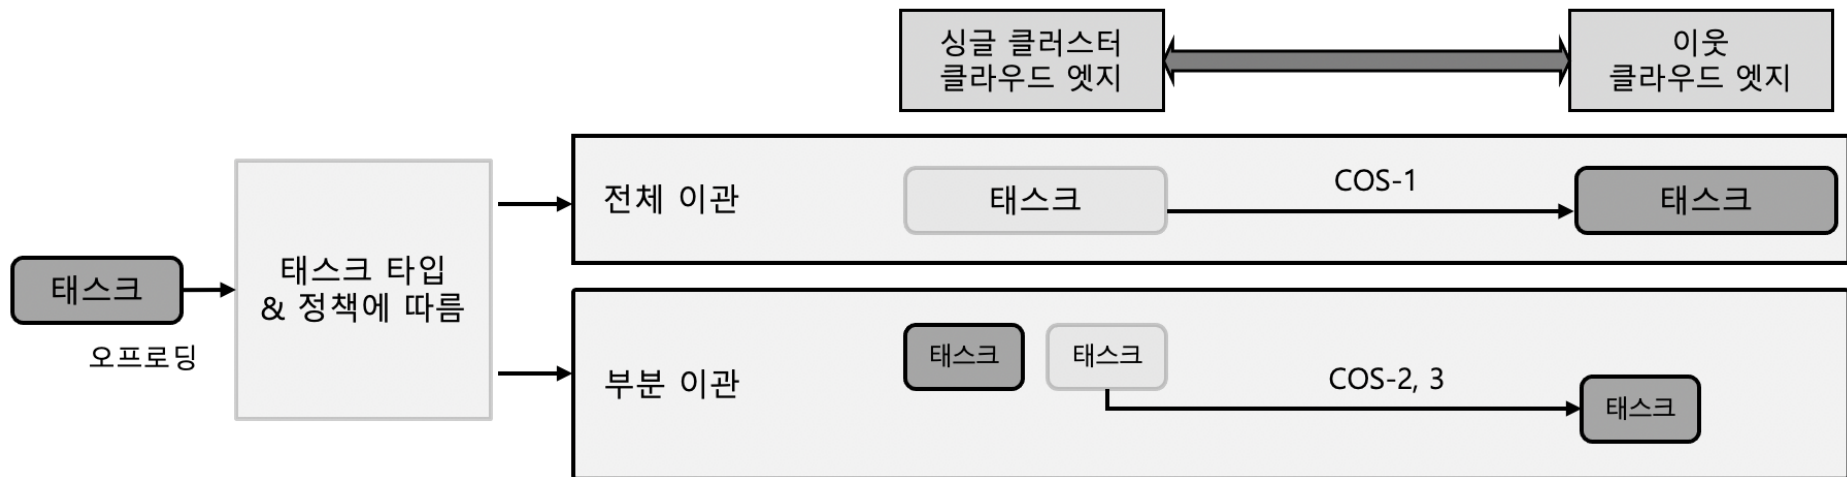 싱글 클러스터
클라우드 엣지
이웃
클라우드 엣지
태스크
오프로딩
태스크 타입
& 정책에 따름
전체 이관
태스크
COS-1
태스크
부분 이관
태스크
태스크
COS-2, 3
태스크